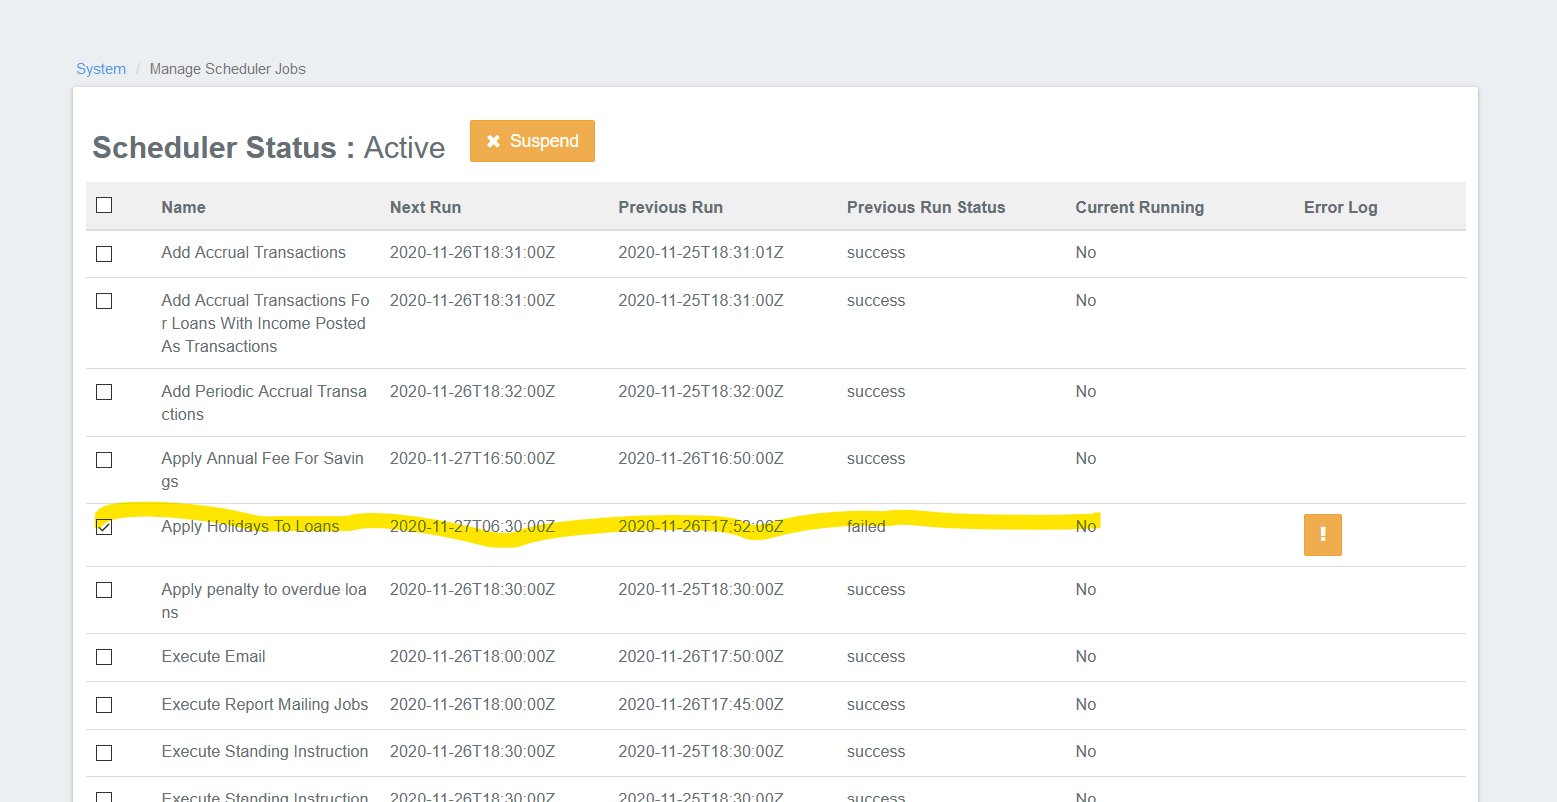 System / Manage Scheduler Jobs
Scheduler Status : Active
Suspend
Name Next Run Previous Run Previous Run Status Current Running Error Log
Add Accrual Transactions 2020-11-26T18:31:00Z 2020-11-25T18:31:01Z success No
Add Accrual Transactions Fo 2020-11-26T18:31:00Z 2020-11-25T18:31:00Z success No
r Loans With Income Posted
As Transactions
Add Periodic Accrual Transa 2020-11-26T18:32:00Z 2020-11-25T18:32:00Z success No
ctions
Apply Annual Fee For Savin 2020-11-27T16:50:00Z 2020-11-26T16:50:00Z success No
gs
Apply Holidays To Loans 2020-11-27T06:30:00Z 2020-11-26T17:52:06Z failed No !
Apply penalty to overdue loa 2020-11-26T18:30:00Z 2020-11-25T18:30:00Z success No
ns
Execute Email 2020-11-26T18:00:00Z 2020-11-26T17:50:00Z success No
Execute Report Mailing Jobs 2020-11-26T18:00:00Z 2020-11-26T17:45:00Z success No
Execute Standing Instruction 2020-11-26T18:30:00Z 2020-11-25T18:30:00Z success No
Execute Standing Instruction 2020-11-26T18:30:00Z 2020-11-25T18:30:00Z success No